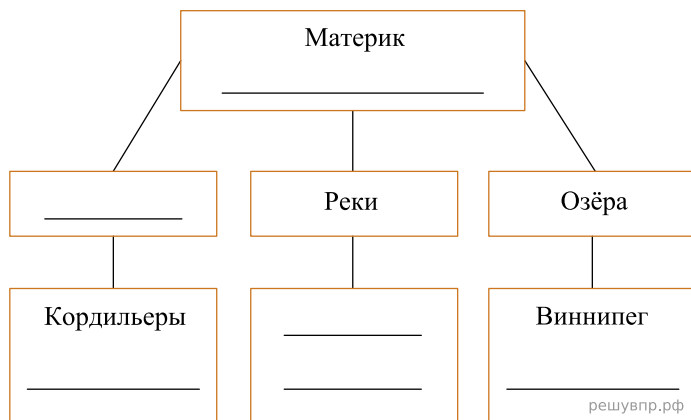 Материк
Реки
Озёра
Кордильеры
Виннипег
решувпр.рф